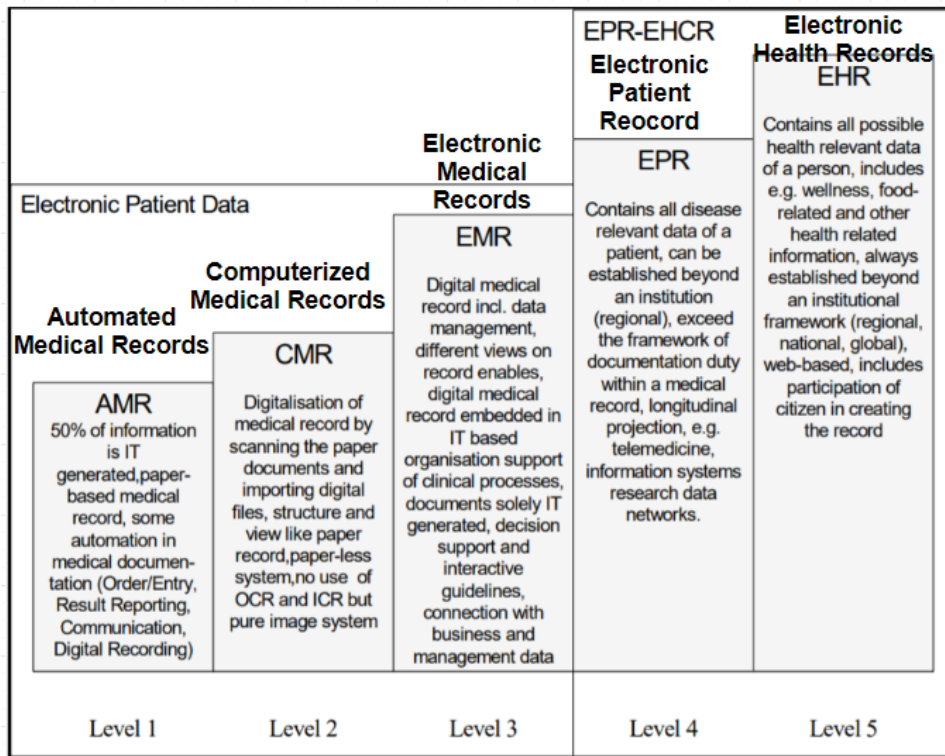 EPR-EHCR
Electronic
Patient
Reocord
Electronic
Health Records
Electronic Patient Data
Automated
Medical Records
AMR
50% of information
is IT
generated,paper-
based medical
record, some
automation in
medical documen-
tation (Order/Entry,
Result Reporting,
Communication,
Digital Recording)
Level 1
Computerized
Medical Records
CMR
Digitalisation of
medical record by
scanning the paper
documents and
importing digital
files, structure and
view like paper
record,paper-less
system,no use of
OCR and ICR but
pure image system
Level 2
Electronic
Medical
Records
EMR
Digital medical
record incl. data
management,
different views on
record enables,
digital medical
record embedded in
IT based
organisation support
of clinical processes,
documents solely IT
generated, decision
support and
interactive
guidelines,
connection with
business and
management data
Level 3
EPR
Contains all disease
relevant data of a
patient, can be
established beyond
an institution
(regional), exceed
the framework of
documentation duty
within a medical
record, longitudinal
projection, e.g.
telemedicine,
information systems
research data
networks.
Level 4
EHR
Contains all possible
health relevant data
of a person, includes
e.g. wellness, food-
related and other
health related
information, always
established beyond
an institutional
framework (regional,
national, global),
web-based, includes
participation of
citizen in creating
the record
Level 5